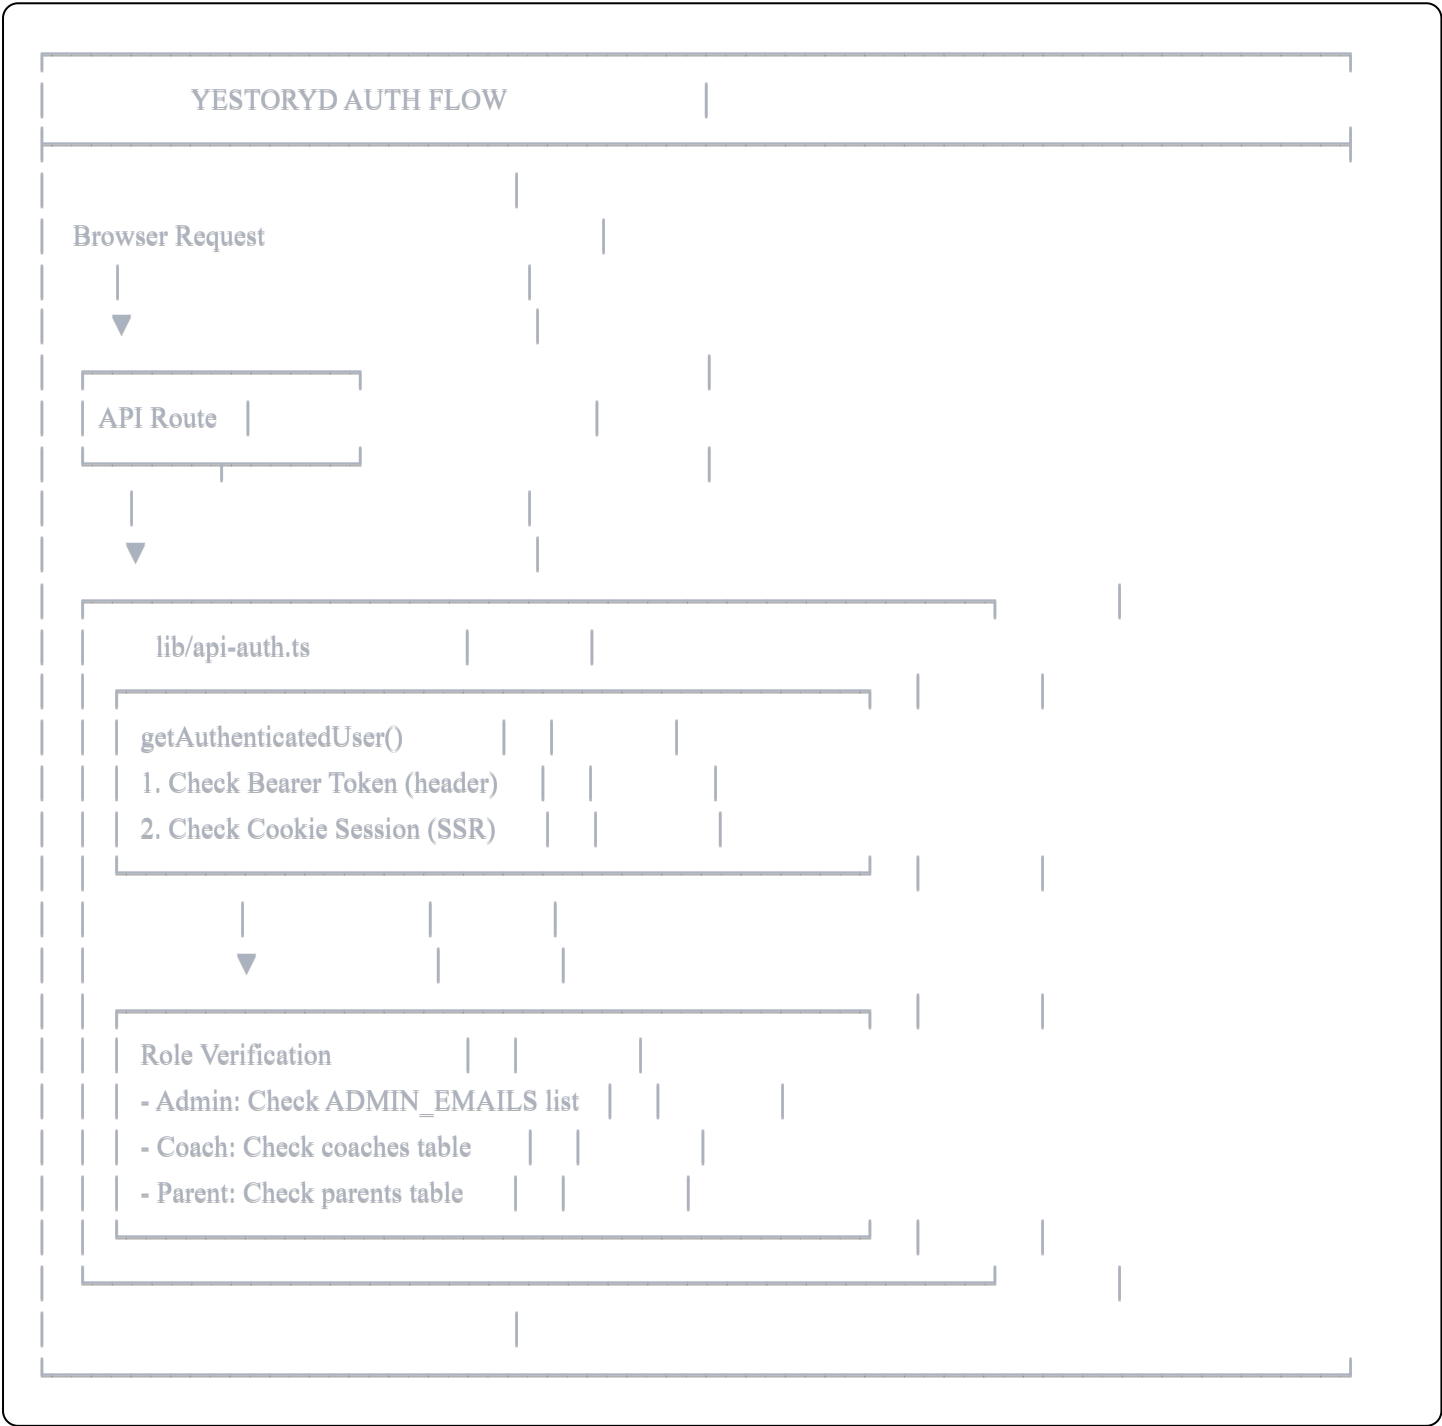 YESTORYD AUTH FLOW
Browser Request
▼
API Route
▼
lib/api-auth.ts
getAuthenticatedUser()
1. Check Bearer Token (header)
2. Check Cookie Session (SSR)
▼
Role Verification
- Admin: Check ADMIN_EMAILS list
- Coach: Check coaches table
- Parent: Check parents table